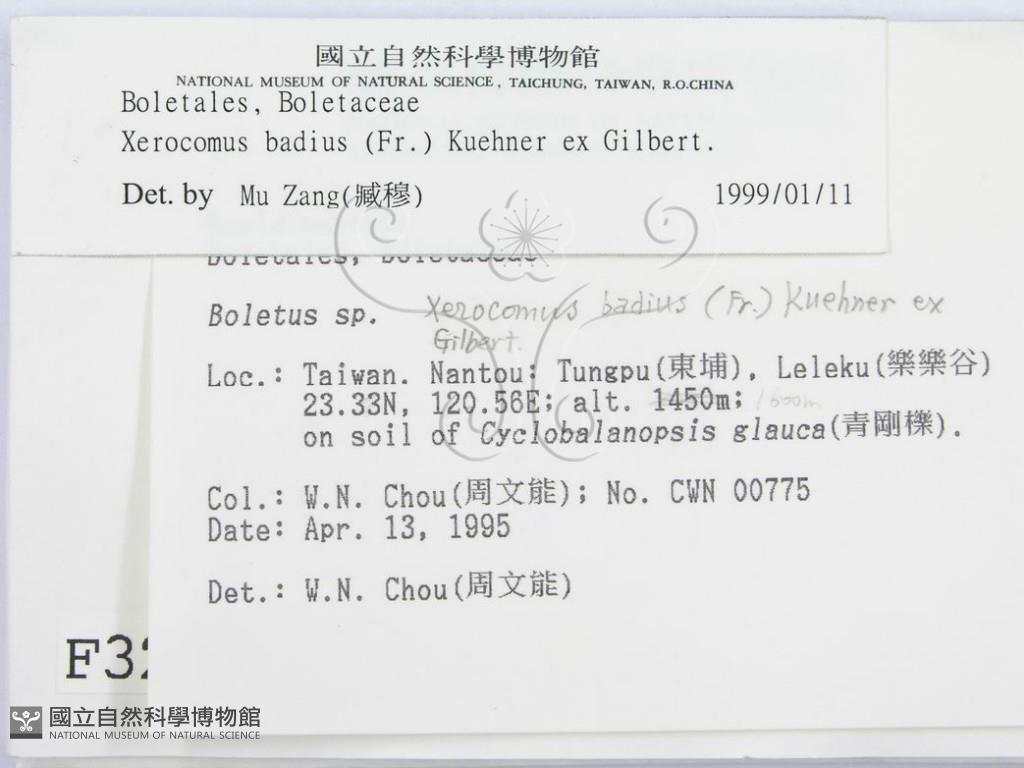 國立自然科學博物館
NATIONAL MUSEUM OF NATURAL SCIENCE, TAICHUNG, TAIWAN, R.O.CHINA
Boletales, Boletaceae
Xerocomus badius (Fr.) Kuehner ex Gilbert.
Det. by Mu Zang(臧穆) 1999/01/11
Boletales, Boletaceae
Boletus sp. Xerocomus badius (Fr.) Kuehner ex
Gilbert.
Loc.: Taiwan. Nantou: Tungpu(東埔), Leleku(樂樂谷)
23.33N, 120.56E; alt. 1450m; 1600m
on soil of Cyclobalanopsis glauca(青剛櫟).
Col.: W.N. Chou(周文能); No. CWN 00775
Date: Apr. 13, 1995
Det.: W.N. Chou(周文能)
F32
國立自然科學博物館
NATIONAL MUSEUM OF NATURAL SCIENCE